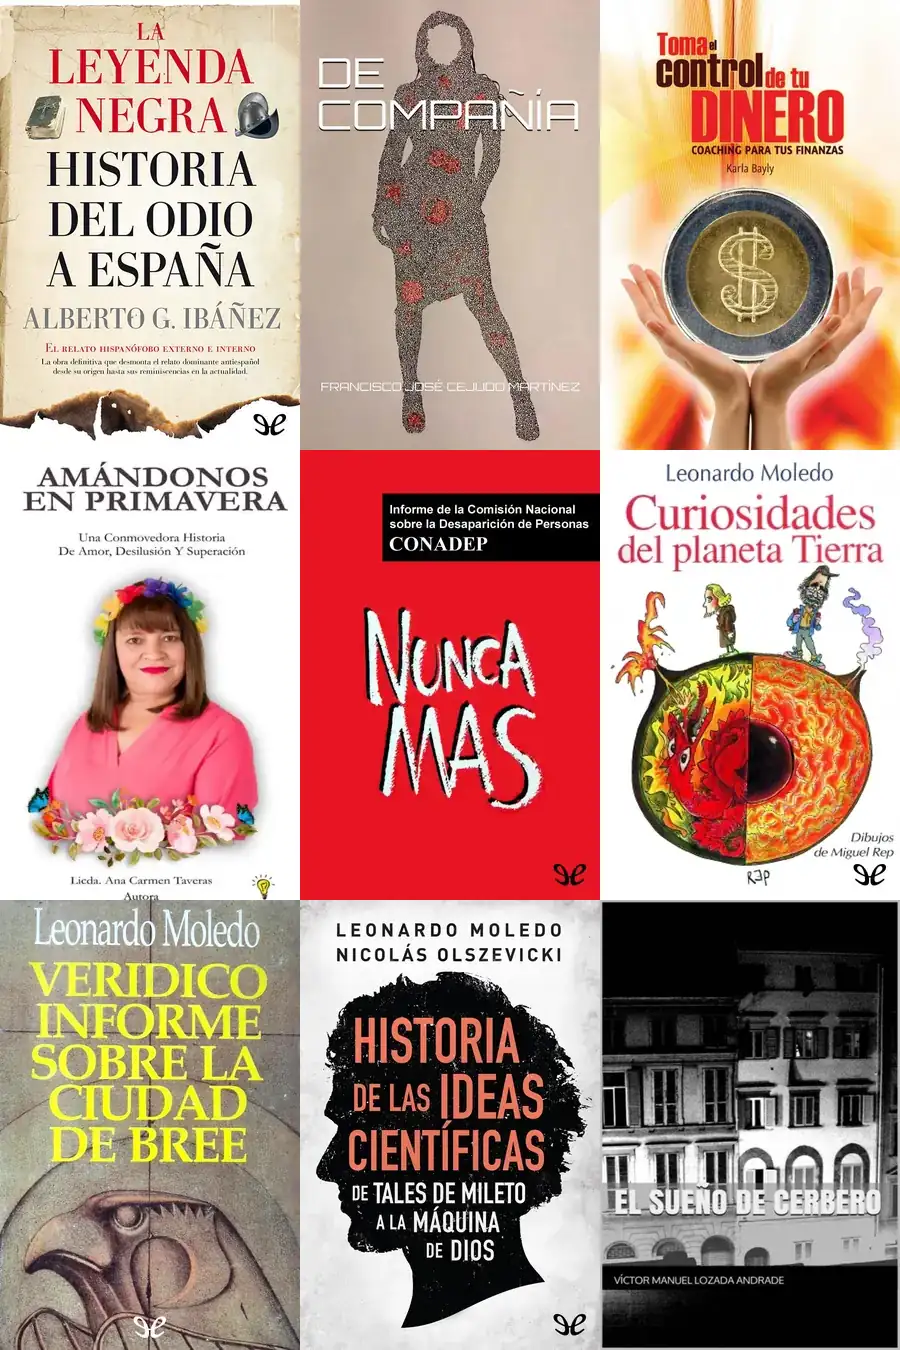 LA
LEYENDA
NEGRA
HISTORIA
DEL ODIO
A ESPAÑA
ALBERTO G. IBÁÑEZ
EL RELATO HISPANÓFOBO EXTERNO E INTERNO
La obra definitiva que desmonta el relato dominante antiespañol
desde su origen hasta sus reminiscencias en la actualidad.
DE
COMPAÑÍA
FRANCISCO JOSÉ CEJUDO MARTÍNEZ
Toma el
control de tu
DINERO
COACHING PARA TUS FINANZAS
Karla Bayly
$
AMÁNDONOS
EN PRIMAVERA
Una Conmovedora Historia
De Amor, Desilusión Y Superación
Licda. Ana Carmen Taveras
Autora
Informe de la Comisión Nacional
sobre la Desaparición de Personas
CONADEP
NUNCA
MAS
Leonardo Moledo
Curiosidades
del planeta Tierra
Dibujos
de Miguel Rep
REP
Leonardo Moledo
VERIDICO
INFORME
SOBRE LA
CIUDAD
DE BREE
LEONARDO MOLEDO
NICOLÁS OLSZEVICKI
HISTORIA
DE LAS IDEAS
CIENTÍFICAS
DE TALES DE MILETO
A LA MÁQUINA
DE DIOS
EL SUEÑO DE CERBERO
VÍCTOR MANUEL LOZADA ANDRADE